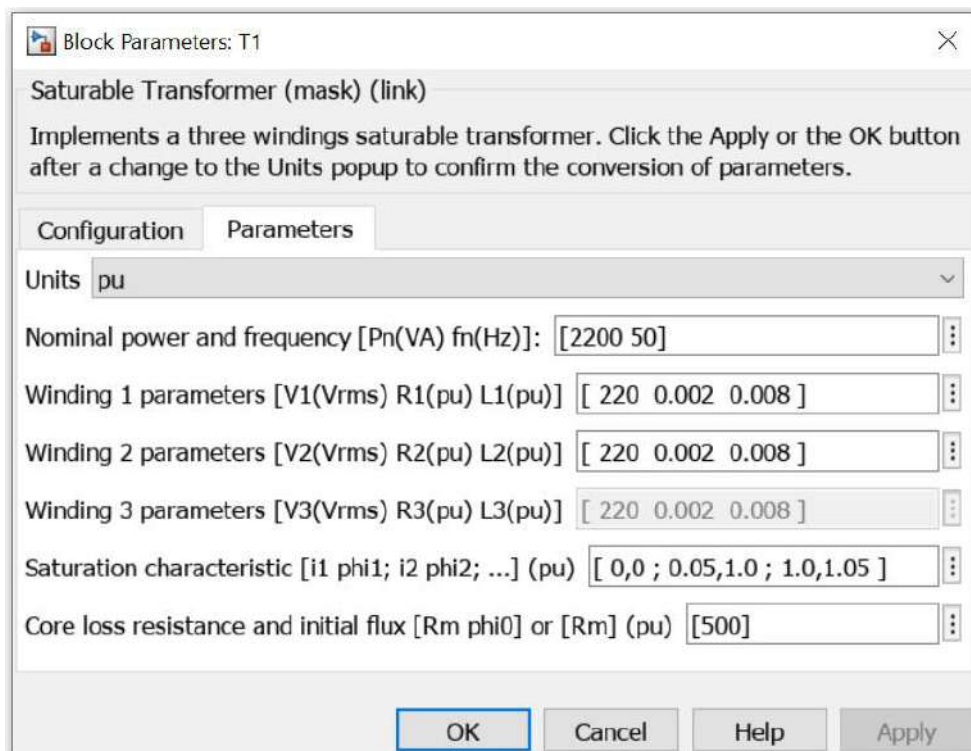 Block Parameters: T1
Saturable Transformer (mask) (link)
Implements a three windings saturable transformer. Click the Apply or the OK button
after a change to the Units popup to confirm the conversion of parameters.
Configuration Parameters
Units pu
Nominal power and frequency [Pn(VA) fn(Hz)]: [2200 50]
Winding 1 parameters [V1(Vrms) R1(pu) L1(pu)] [ 220 0.002 0.008 ]
Winding 2 parameters [V2(Vrms) R2(pu) L2(pu)] [ 220 0.002 0.008 ]
Winding 3 parameters [V3(Vrms) R3(pu) L3(pu)] [ 220 0.002 0.008 ]
Saturation characteristic [i1 phi1; i2 phi2; ...] (pu) [ 0,0 ; 0.05,1.0 ; 1.0,1.05 ]
Core loss resistance and initial flux [Rm phi0] or [Rm] (pu) [500]
OK Cancel Help Apply